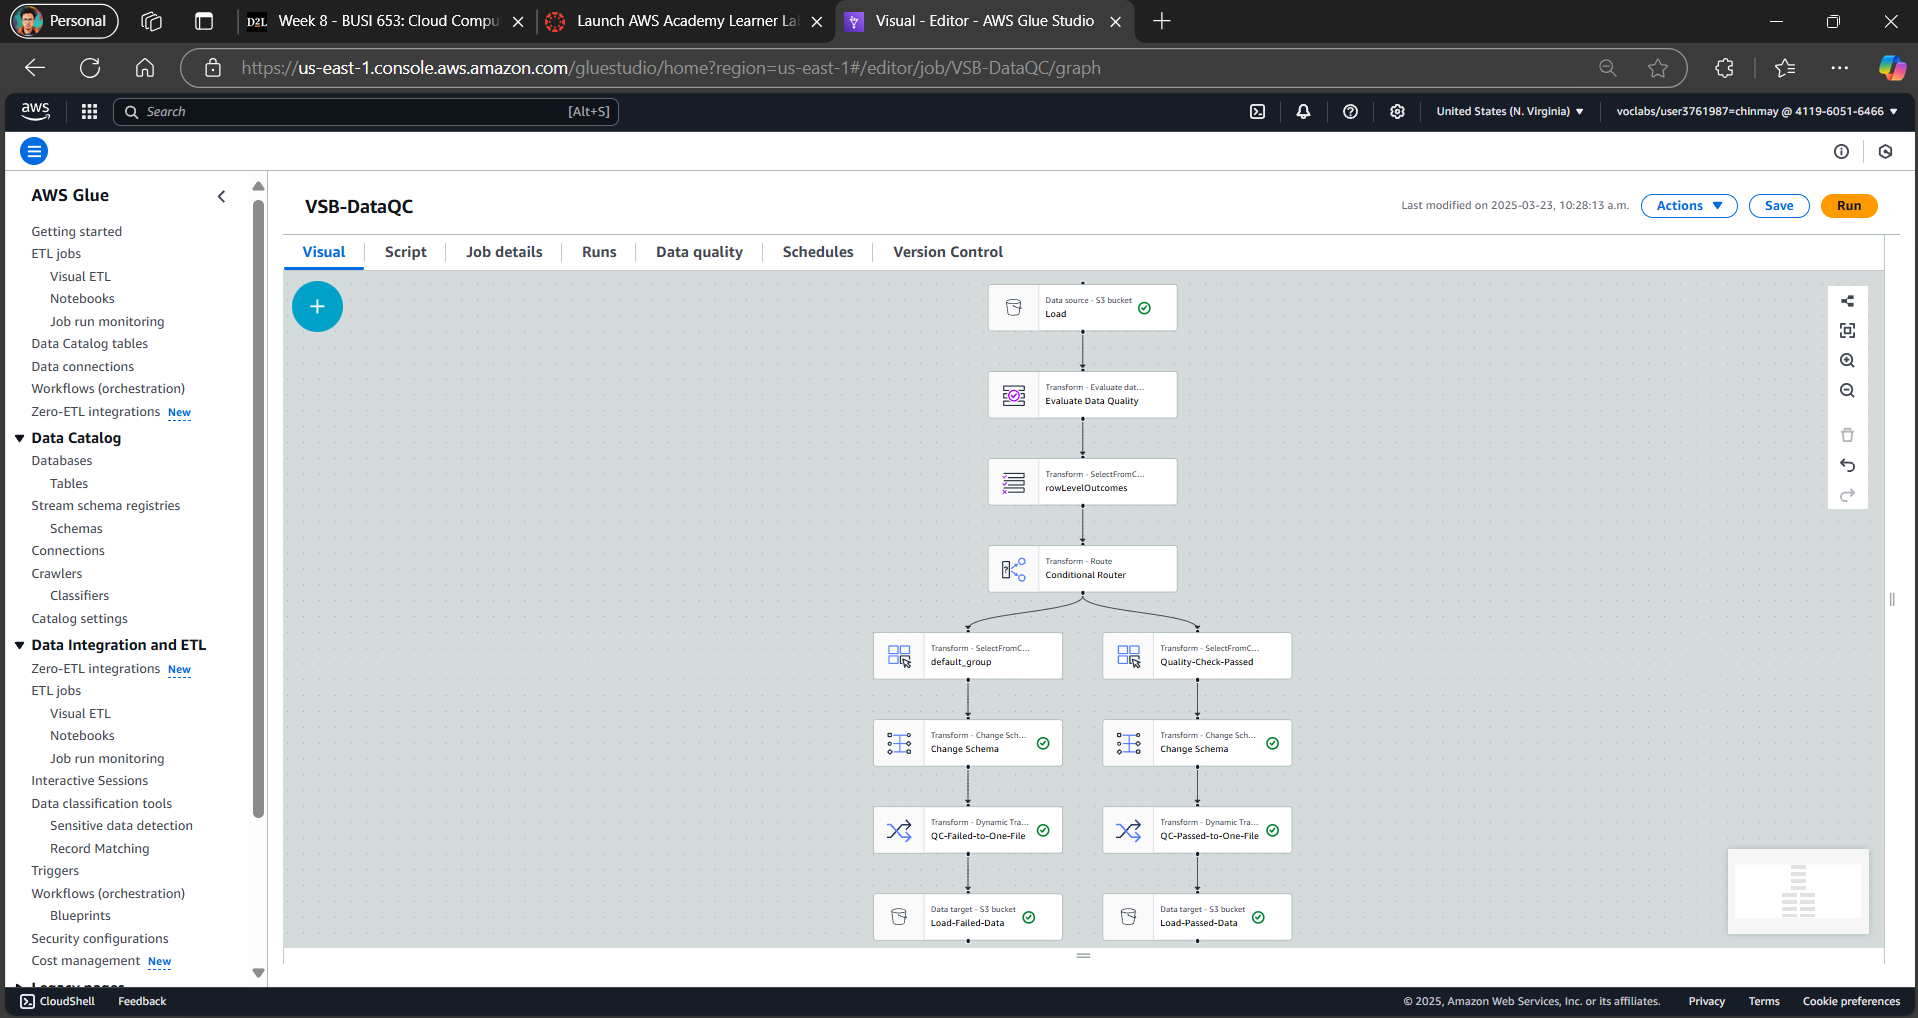 Personal
D2L Week 8 - BUSI 653: Cloud Compu
Launch AWS Academy Learner La
Visual - Editor - AWS Glue Studio
https://us-east-1.console.aws.amazon.com/gluestudio/home?region=us-east-1#/editor/job/VSB-DataQC/graph
aws
Search
[Alt+S]
United States (N. Virginia)
voclabs/user3761987=chinmay @ 4119-6051-6466
AWS Glue
Getting started
ETL jobs
Visual ETL
Notebooks
Job run monitoring
Data Catalog tables
Data connections
Workflows (orchestration)
Zero-ETL integrations New
Data Catalog
Databases
Tables
Stream schema registries
Schemas
Connections
Crawlers
Classifiers
Catalog settings
Data Integration and ETL
Zero-ETL integrations New
ETL jobs
Visual ETL
Notebooks
Job run monitoring
Interactive Sessions
Data classification tools
Sensitive data detection
Record Matching
Triggers
Workflows (orchestration)
Blueprints
Security configurations
Cost management New
Legacy pages
VSB-DataQC
Last modified on 2025-03-23, 10:28:13 a.m.
Actions
Save
Run
Visual
Script
Job details
Runs
Data quality
Schedules
Version Control
Data source - S3 bucket
Load
Transform - Evaluate dat...
Evaluate Data Quality
Transform - SelectFromC...
rowLevelOutcomes
Transform - Route
Conditional Router
Transform - SelectFromC...
default_group
Transform - SelectFromC...
Quality-Check-Passed
Transform - Change Sch...
Change Schema
Transform - Change Sch...
Change Schema
Transform - Dynamic Tra...
QC-Failed-to-One-File
Transform - Dynamic Tra...
QC-Passed-to-One-File
Data target - S3 bucket
Load-Failed-Data
Data target - S3 bucket
Load-Passed-Data
CloudShell
Feedback
© 2025, Amazon Web Services, Inc. or its affiliates.
Privacy
Terms
Cookie preferences